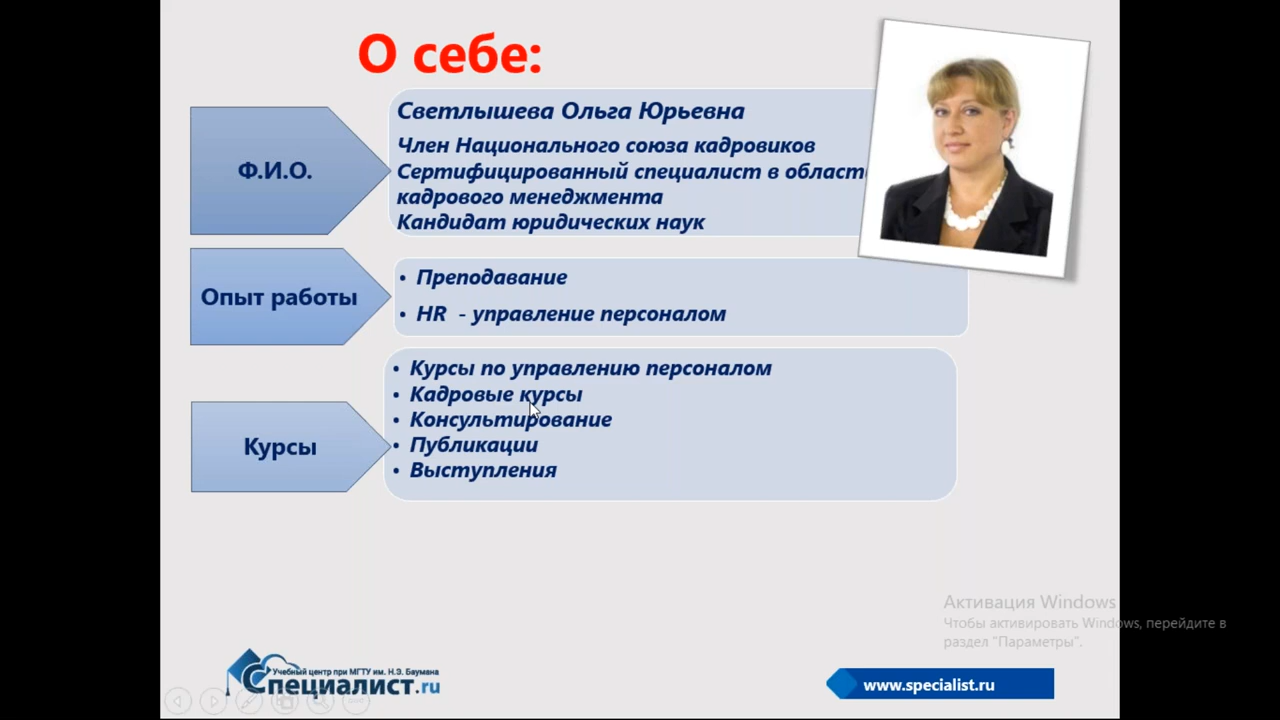 О себе:
Ф.И.О.
Светлышева Ольга Юрьевна
Член Национального союза кадровиков
Сертифицированный специалист в област
кадрового менеджмента
Кандидат юридических наук
Опыт работы
• Преподавание
• HR - управление персоналом
Курсы
• Курсы по управлению персоналом
• Кадровые курсы
• Консультирование
• Публикации
• Выступления
Активация Windows
Чтобы активировать Windows, перейдите в
раздел "Параметры".
Учебный центр при МГТУ им. Н.Э. Баумана
Специалист.ru
www.specialist.ru